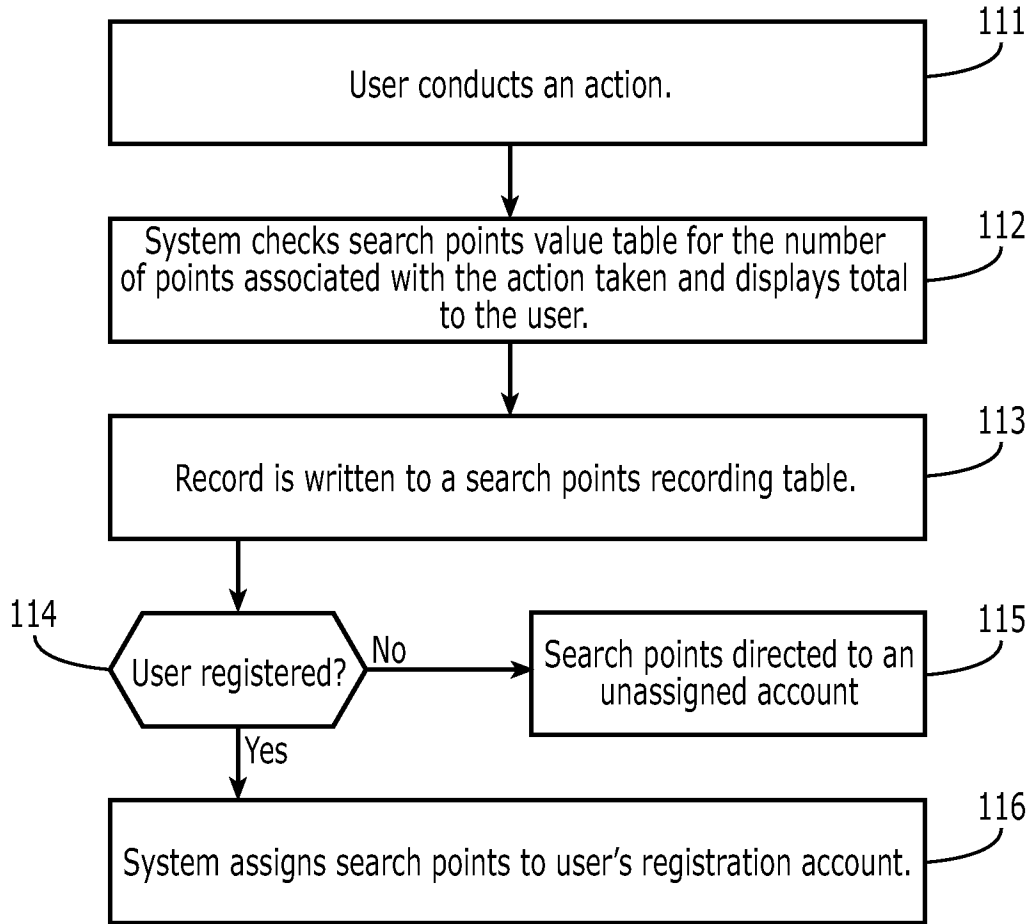 111
User conducts an action.
112
System checks search points value table for the number
of points associated with the action taken and displays total
to the user.
113
Record is written to a search points recording table.
114
User registered?
No
115
Search points directed to an
unassigned account
Yes
116
System assigns search points to user's registration account.